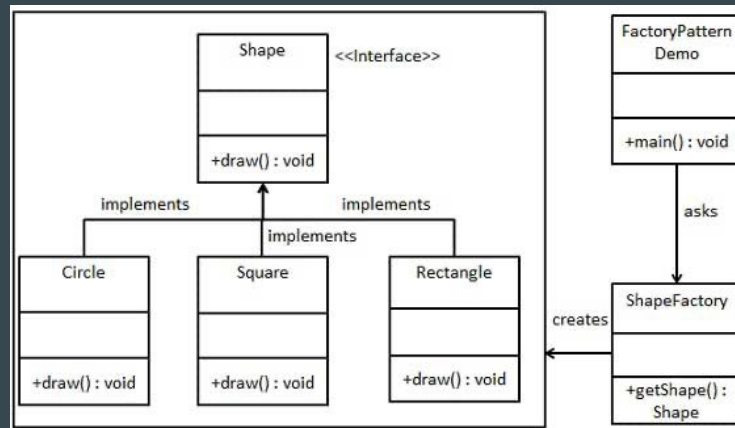 Shape
<<Interface>>
+draw() : void
implements
implements
implements
Circle
+draw() : void
Square
+draw() : void
Rectangle
+draw() : void
FactoryPattern
Demo
+main() : void
asks
ShapeFactory
creates
+getShape() :
Shape